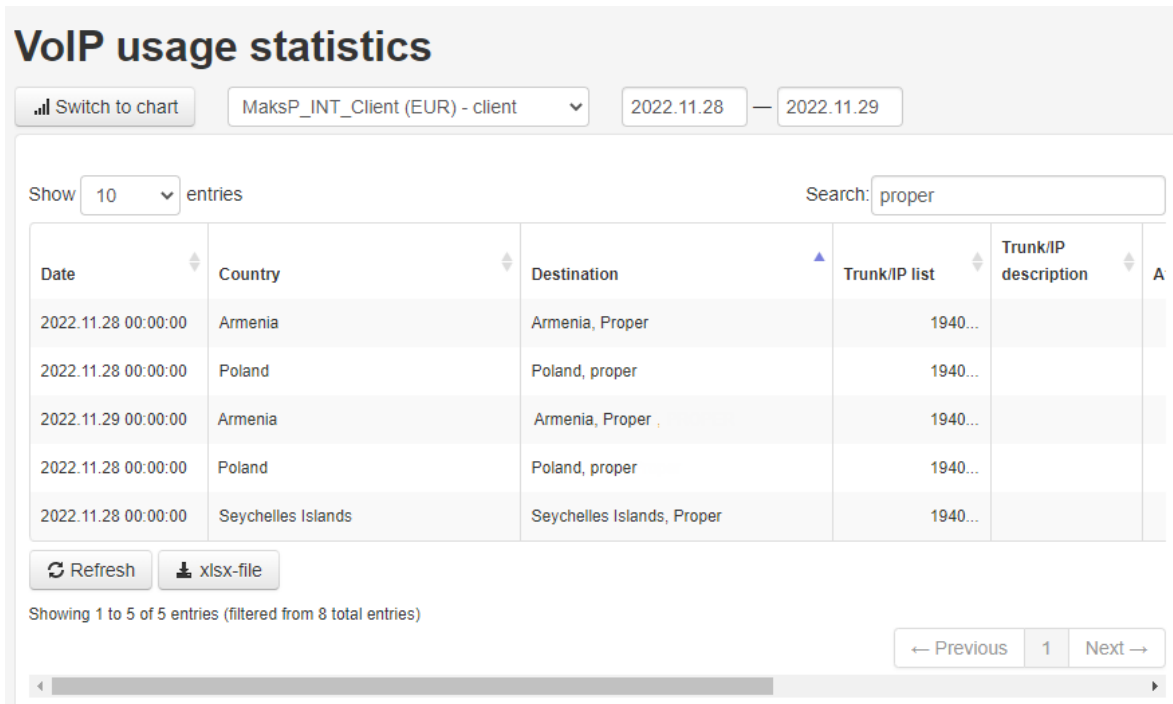 VoIP usage statistics
Switch to chart MaksP_INT_Client (EUR) - client 2022.11.28 — 2022.11.29
Show 10 entries Search: proper
Date Country Destination Trunk/IP list Trunk/IP description A
2022.11.28 00:00:00 Armenia Armenia, Proper 1940...
2022.11.28 00:00:00 Poland Poland, proper 1940...
2022.11.29 00:00:00 Armenia Armenia, Proper , 1940...
2022.11.28 00:00:00 Poland Poland, proper 1940...
2022.11.28 00:00:00 Seychelles Islands Seychelles Islands, Proper 1940...
Refresh xlsx-file
Showing 1 to 5 of 5 entries (filtered from 8 total entries)
← Previous 1 Next →